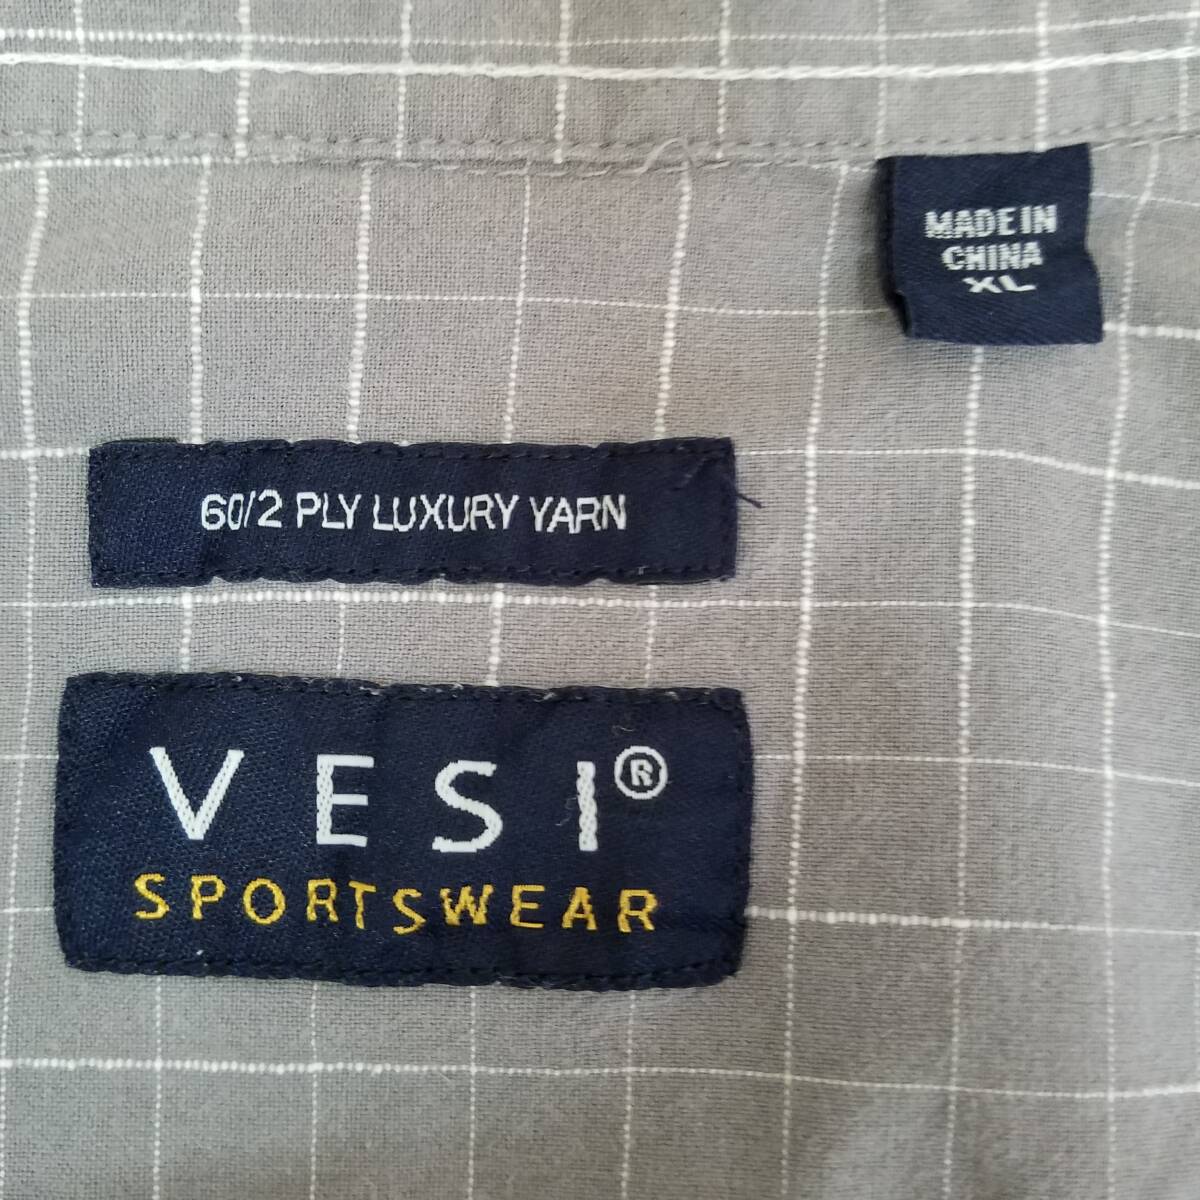 MADE IN
CHINA
XL
60/2 PLY LUXURY YARN
VESI®
SPORTSWEAR